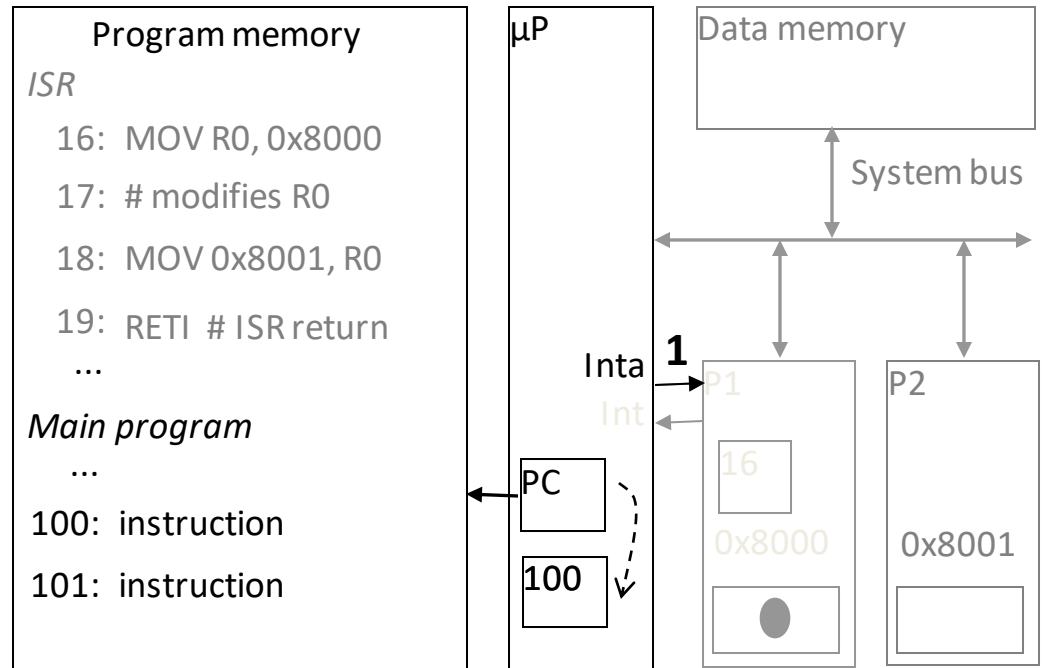 Program memory
ISR
16: MOV R0, 0x8000
17: # modifies R0
18: MOV 0x8001, R0
19: RETI # ISR return
...
Main program
...
100: instruction
101: instruction
μP
Inta
Int
PC
100
1
Data memory
System bus
P1
16
0x8000
P2
0x8001